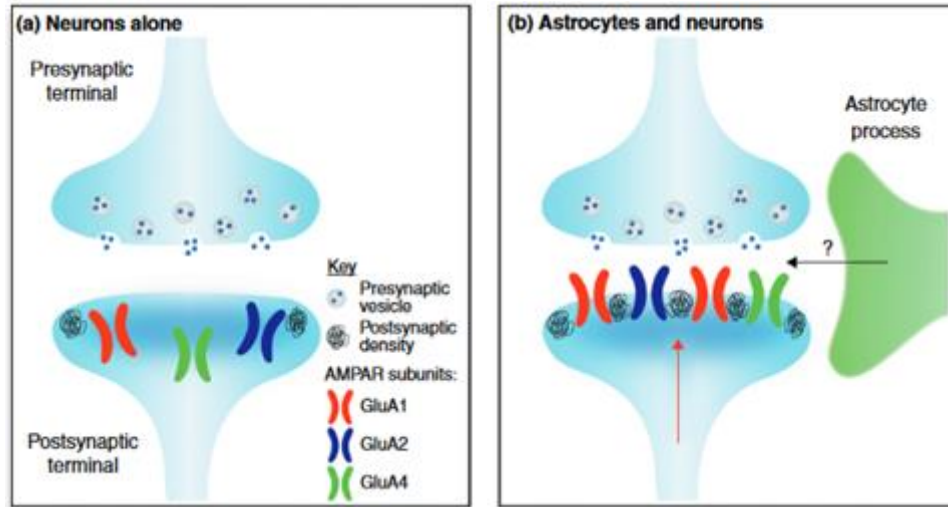 (a) Neurons alone
Presynaptic
terminal
Key
Presynaptic
vesicle
Postsynaptic
density
AMPAR subunits:
GluA1
GluA2
GluA4
Postsynaptic
terminal
(b) Astrocytes and neurons
Astrocyte
process
?